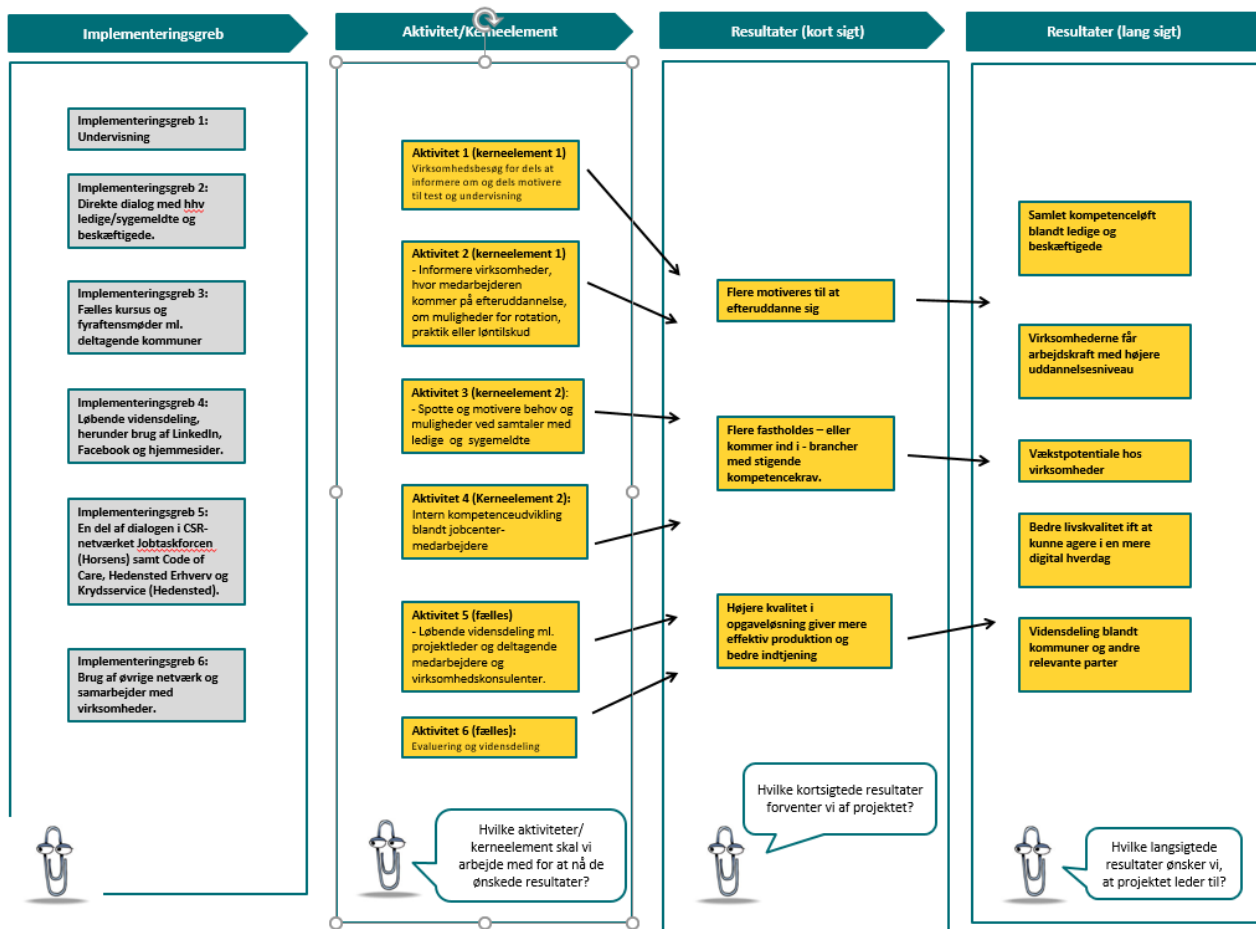 Implementeringsgreb
Aktivitet/Kerneelement
Resultater (kort sigt)
Resultater (lang sigt)
Implementeringsgreb 1:
Undervisning
Implementeringsgreb 2:
Direkte dialog med hhv
ledige/sygemeldte og
beskæftigede.
Implementeringsgreb 3:
Fælles kursus og
fyraftensmøder ml.
deltagende kommuner
Implementeringsgreb 4:
Løbende vidensdeling,
herunder brug af LinkedIn,
Facebook og hjemmesider.
Implementeringsgreb 5:
En del af dialogen i CSR-
netværket Jobtaskforcen
(Horsens) samt Code of
Care, Hedensted Erhverv og
Krydsservice (Hedensted).
Implementeringsgreb 6:
Brug af øvrige netværk og
samarbejder med
virksomheder.
Aktivitet 1 (kerneelement 1)
Virksomhedsbesøg for dels at
informere om og dels motivere
til test og undervisning
Aktivitet 2 (kerneelement 1)
- Informere virksomheder,
hvor medarbejderen
kommer på efteruddannelse,
om muligheder for rotation,
praktik eller løntilskud
Aktivitet 3 (kerneelement 2):
- Spotte og motivere behov og
muligheder ved samtaler med
ledige og sygemeldte
Aktivitet 4 (Kerneelement 2):
Intern kompetenceudvikling
blandt jobcenter-
medarbejdere
Aktivitet 5 (fælles)
- Løbende vidensdeling ml.
projektleder og deltagende
medarbejdere og
virksomhedskonsulenter.
Aktivitet 6 (fælles):
Evaluering og vidensdeling
Hvilke aktiviteter/
kerneelement skal vi
arbejde med for at nå de
ønskede resultater?
Flere motiveres til at
efteruddanne sig
Flere fastholdes – eller
kommer ind i - brancher
med stigende
kompetencekrav.
Højere kvalitet i
opgaveløsning giver mere
effektiv produktion og
bedre indtjening
Hvilke kortsigtede resultater
forventer vi af projektet?
Samlet kompetenceløft
blandt ledige og
beskæftigede
Virksomhederne får
arbejdskraft med højere
uddannelsesniveau
Vækstpotentiale hos
virksomheder
Bedre livskvalitet ift at
kunne agere i en mere
digital hverdag
Vidensdeling blandt
kommuner og andre
relevante parter
Hvilke langsigtede
resultater ønsker vi,
at projektet leder til?